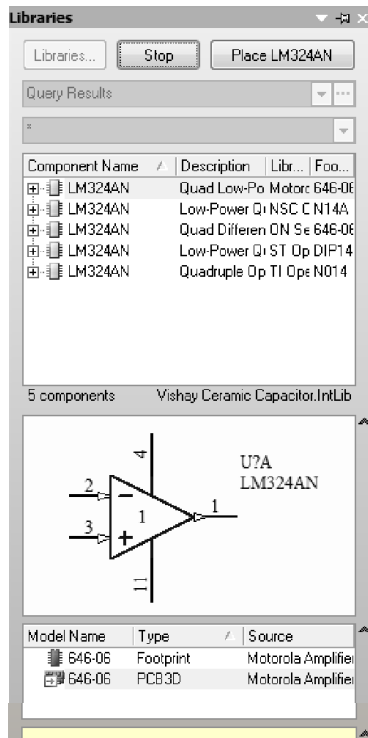 Libraries
Libraries... Stop Place LM324AN
Query Results
*
Component Name Description Libr... Foo...
LM324AN Quad Low-Po Motorc 646-06
LM324AN Low-Power Qu NSC C N14A
LM324AN Quad Differen ON Se 646-06
LM324AN Low-Power Qu ST Op DIP14
LM324AN Quadruple Op TI Ope N014
5 components Vishay Ceramic Capacitor.IntLib
4
U?A
LM324AN
2
1
1
3
11
Model Name Type Source
646-06 Footprint Motorola Amplifier
646-06 PCB3D Motorola Amplifier